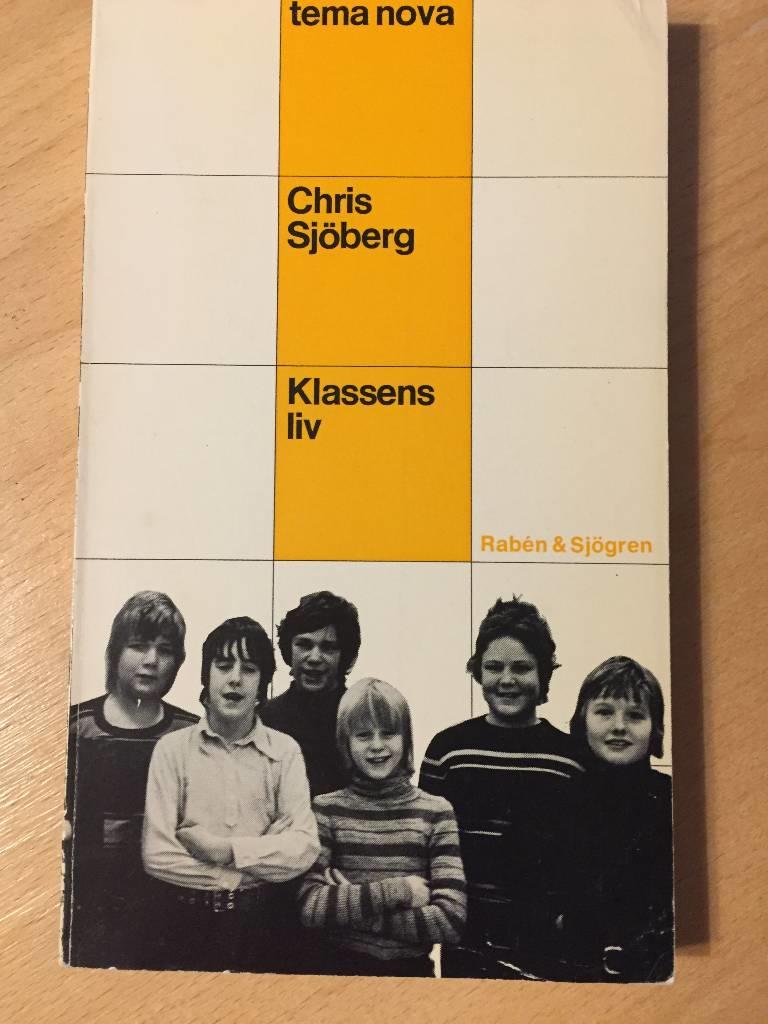 tema nova
Chris
Sjöberg
Klassens
liv
Rabén & Sjögren